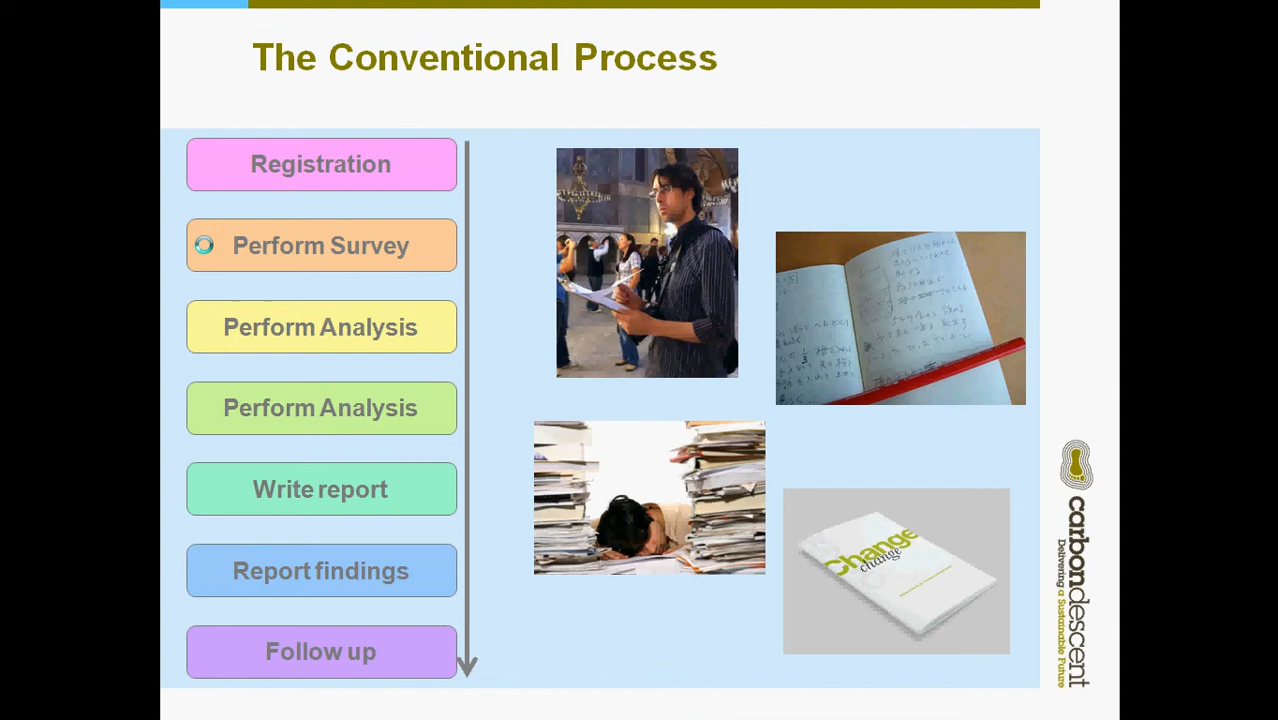 The Conventional Process
Registration
Perform Survey
Perform Analysis
Perform Analysis
Write report
Report findings
Follow up
Change
change
carbondescent
Delivering a Sustainable Future